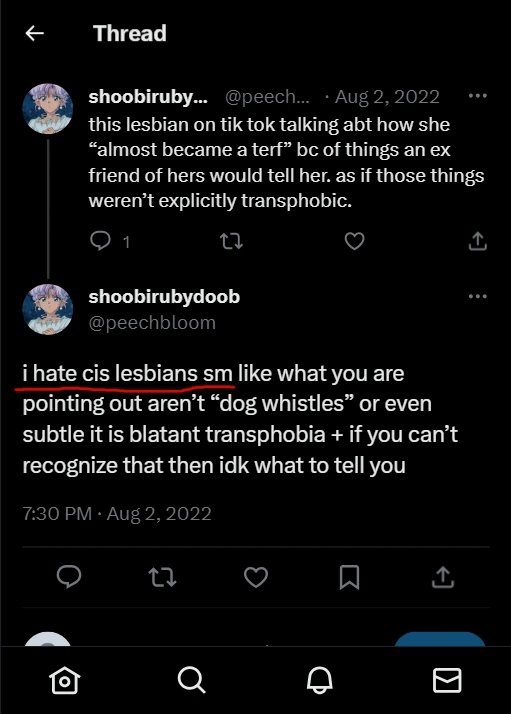 Thread
shoobiruby... @peech... · Aug 2, 2022
this lesbian on tik tok talking abt how she
“almost became a terf” bc of things an ex
friend of hers would tell her. as if those things
weren’t explicitly transphobic.
1
shoobirubydoob
@peechbloom
i hate cis lesbians sm like what you are
pointing out aren’t “dog whistles” or even
subtle it is blatant transphobia + if you can’t
recognize that then idk what to tell you
7:30 PM · Aug 2, 2022